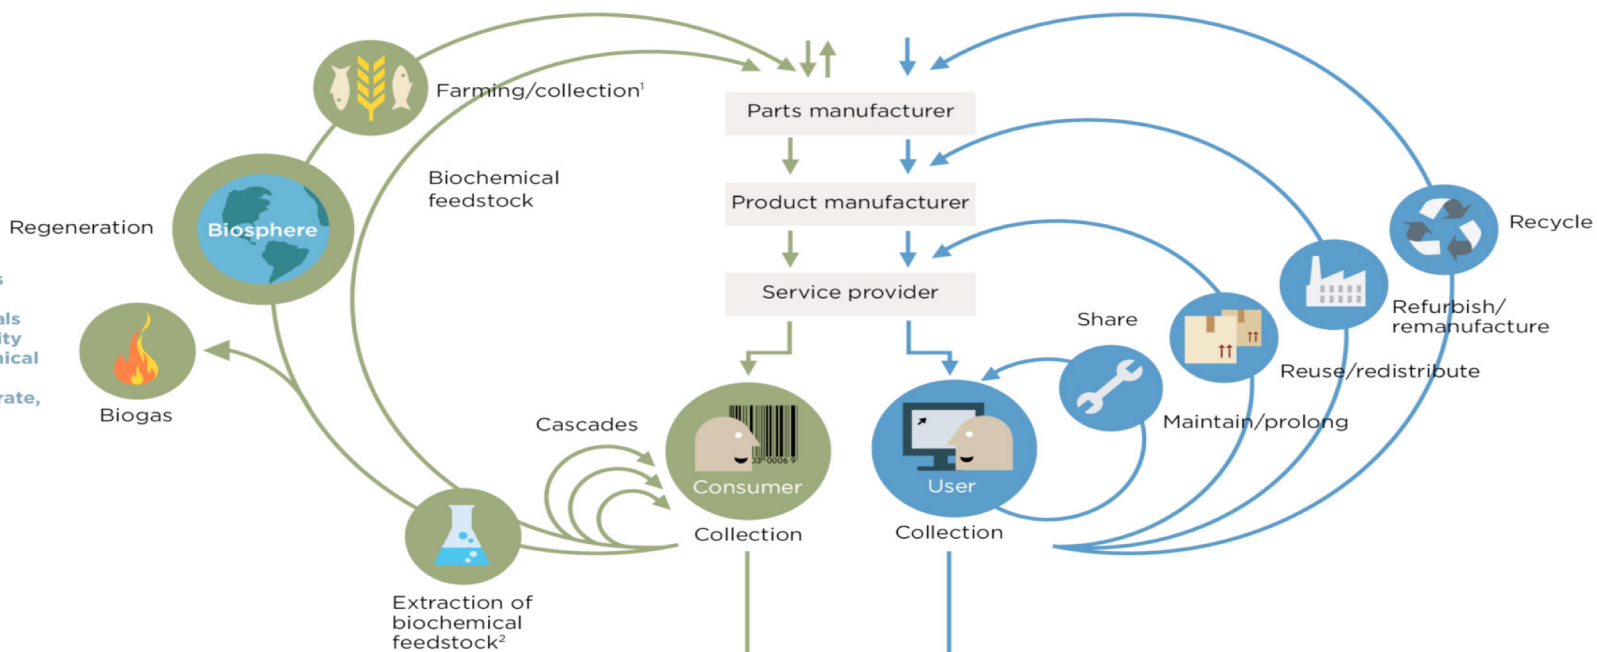 Farming/collection¹
Parts manufacturer
Biochemical
feedstock
Product manufacturer
Regeneration
Biosphere
Recycle
Service provider
Share
Refurbish/
remanufacture
Reuse/redistribute
Biogas
Cascades
Maintain/prolong
Consumer
User
Collection
Collection
Extraction of
biochemical
feedstock²